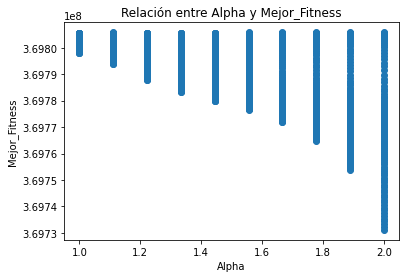 Relación entre Alpha y Mejor_Fitness
1e8
3.6980
3.6979
3.6978
3.6977
3.6976
3.6975
3.6974
3.6973
Mejor_Fitness
1.0 1.2 1.4 1.6 1.8 2.0
Alpha